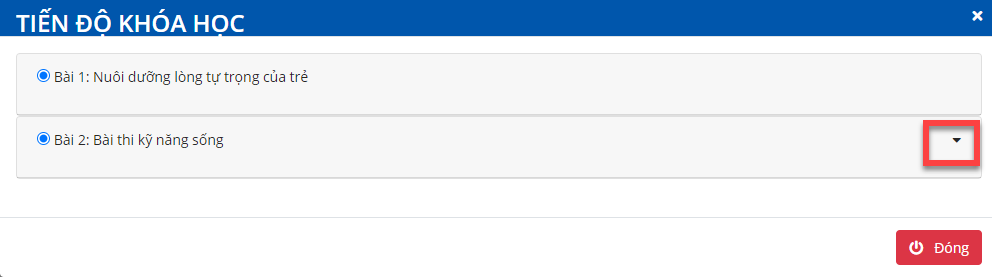 TIẾN ĐỘ KHÓA HỌC
Bài 1: Nuôi dưỡng lòng tự trọng của trẻ
Bài 2: Bài thi kỹ năng sống
Đóng